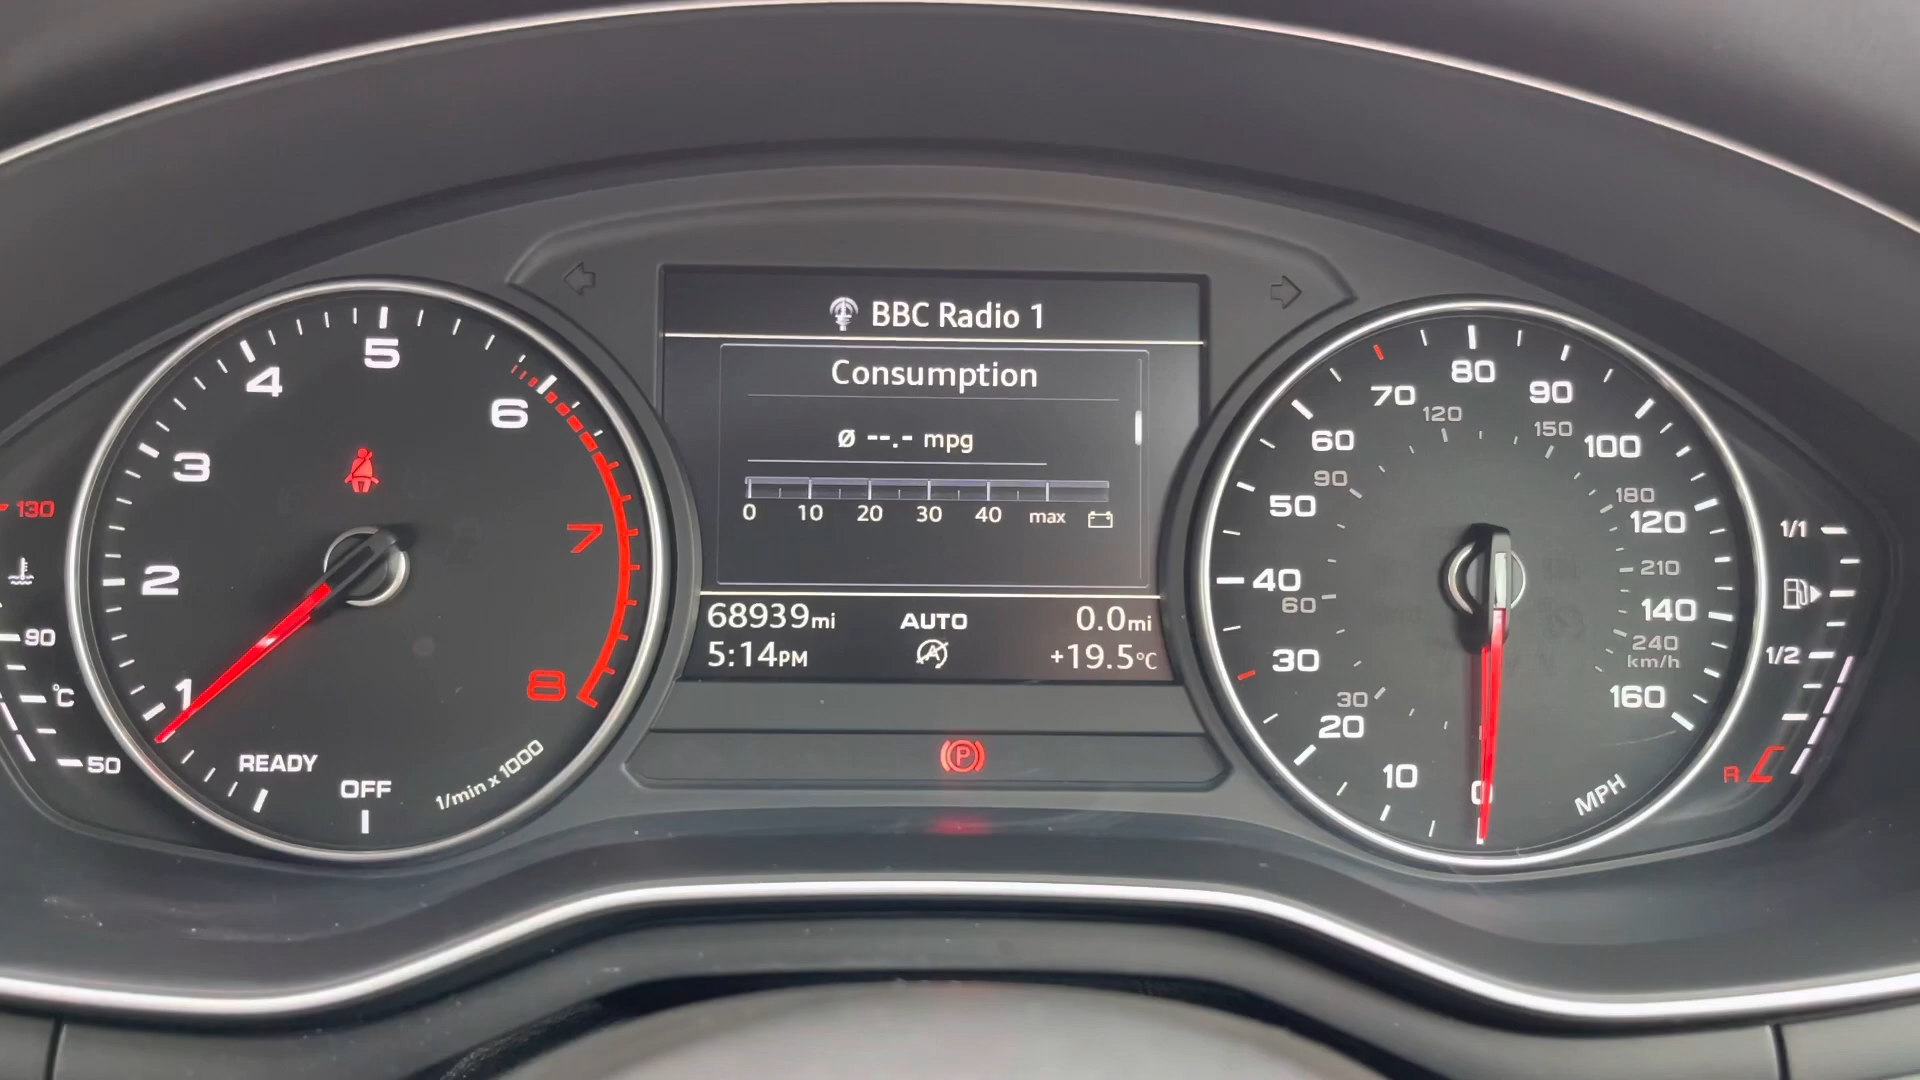 BBC Radio 1
Consumption
Ø --.- mpg
0 10 20 30 40 max
68939mi AUTO 0.0mi
5:14PM +19.5°C
130
90
°C
50
OFF
READY
1
2
3
4
5
6
7
8
1/min x 1000
0
10
20
30
40
50
60
70
80
90
100
120
140
160
MPH
30
60
90
120
150
180
210
240
km/h
P
1/1
1/2
R